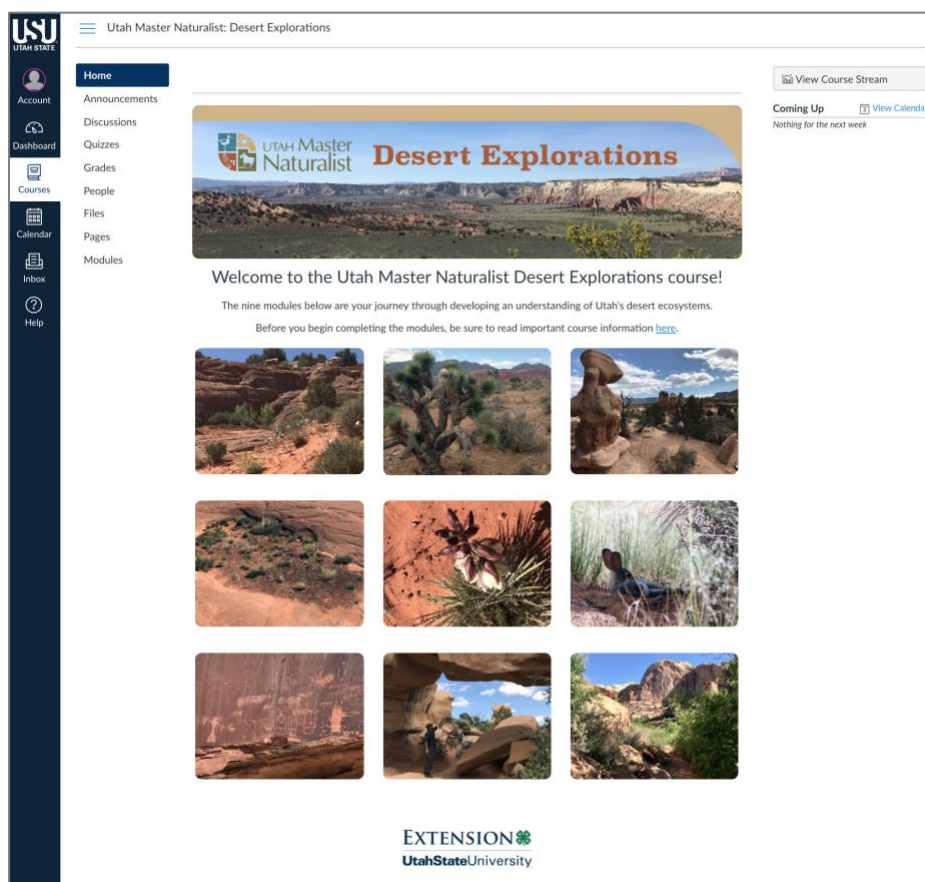 USU
UTAH STATE
Account
Dashboard
Courses
Calendar
Inbox
Help
Utah Master Naturalist: Desert Explorations
Home
Announcements
Discussions
Quizzes
Grades
People
Files
Pages
Modules
UTAH Master
Naturalist
Desert Explorations
Welcome to the Utah Master Naturalist Desert Explorations course!
The nine modules below are your journey through developing an understanding of Utah's desert ecosystems.
Before you begin completing the modules, be sure to read important course information here.
EXTENSION
UtahStateUniversity
View Course Stream
Coming Up
View Calenda
Nothing for the next week